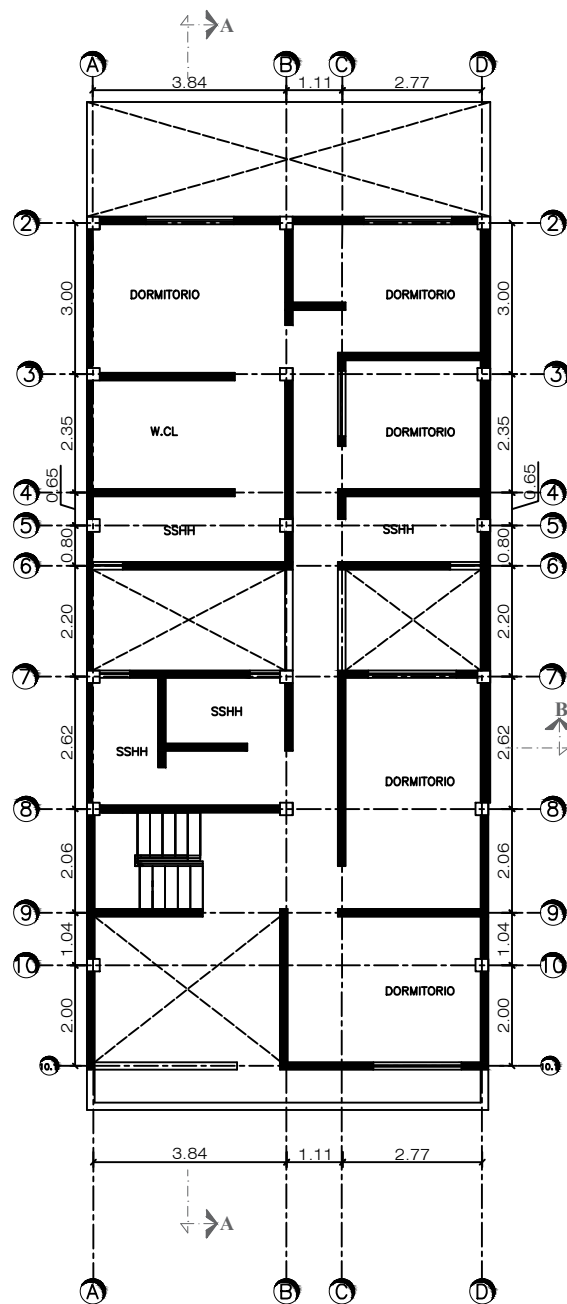 A
A B C D
3.84 1.11 2.77
2 2
3.00 3.00
DORMITORIO DORMITORIO
3 3
2.35 2.35
W.CL DORMITORIO
0.65 0.65
4 4
5 5
SSHH SSHH
0.80 0.80
6 6
2.20 2.20
7 7
SSHH
B
2.62 2.62
SSHH
DORMITORIO
8 8
2.06 2.06
9 9
1.04 1.04
10 10
DORMITORIO
2.00 2.00
3.84 1.11 2.77
A
A B C D